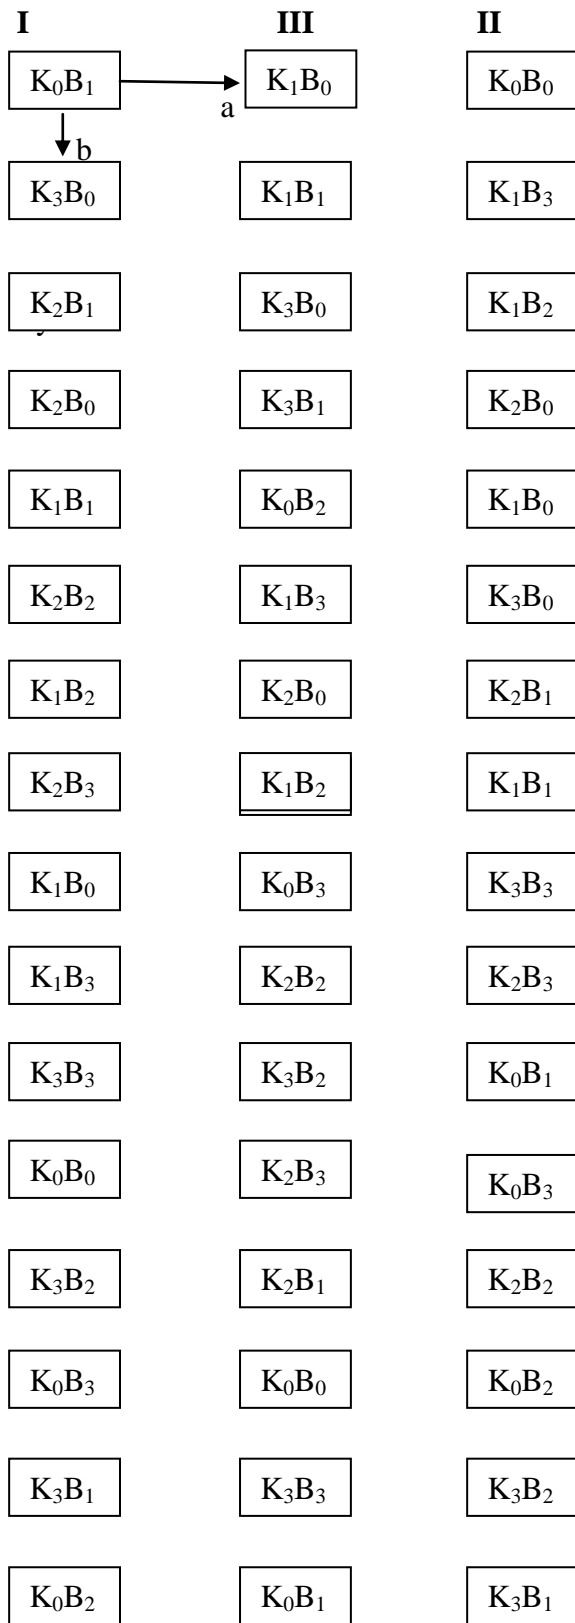 I III II
K₀B₁ K₁B₀ K₀B₀
a
b
K₃B₀ K₁B₁ K₁B₃
K₂B₁ K₃B₀ K₁B₂
K₂B₀ K₃B₁ K₂B₀
K₁B₁ K₀B₂ K₁B₀
K₂B₂ K₁B₃ K₃B₀
K₁B₂ K₂B₀ K₂B₁
K₂B₃ K₁B₂ K₁B₁
K₁B₀ K₀B₃ K₃B₃
K₁B₃ K₂B₂ K₂B₃
K₃B₃ K₃B₂ K₀B₁
K₀B₀ K₂B₃ K₀B₃
K₃B₂ K₂B₁ K₂B₂
K₀B₃ K₀B₀ K₀B₂
K₃B₁ K₃B₃ K₃B₂
K₀B₂ K₀B₁ K₃B₁